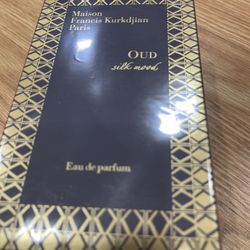 Maison
Francis Kurkdjian
Paris
OUD
silk mood
Eau de parfum